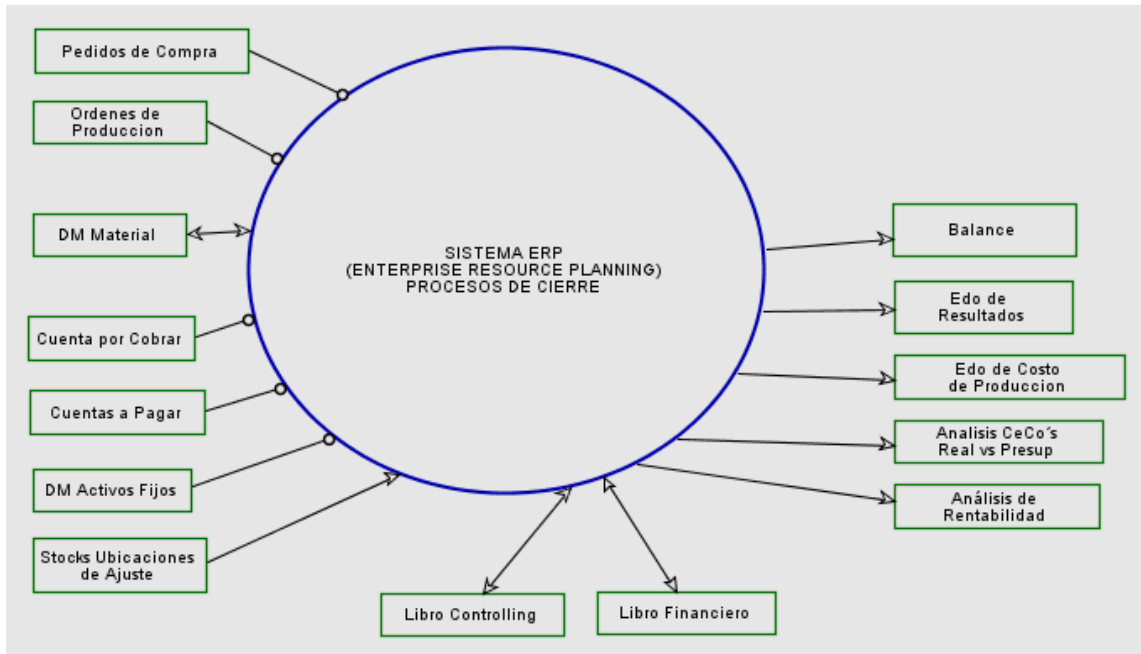 Pedidos de Compra
Ordenes de
Produccion
DM Material
Cuenta por Cobrar
Cuentas a Pagar
DM Activos Fijos
Stocks Ubicaciones
de Ajuste
SISTEMA ERP
(ENTERPRISE RESOURCE PLANNING)
PROCESOS DE CIERRE
Libro Controlling
Libro Financiero
Balance
Edo de
Resultados
Edo de Costo
de Produccion
Analisis CeCo´s
Real vs Presup
Análisis de
Rentabilidad